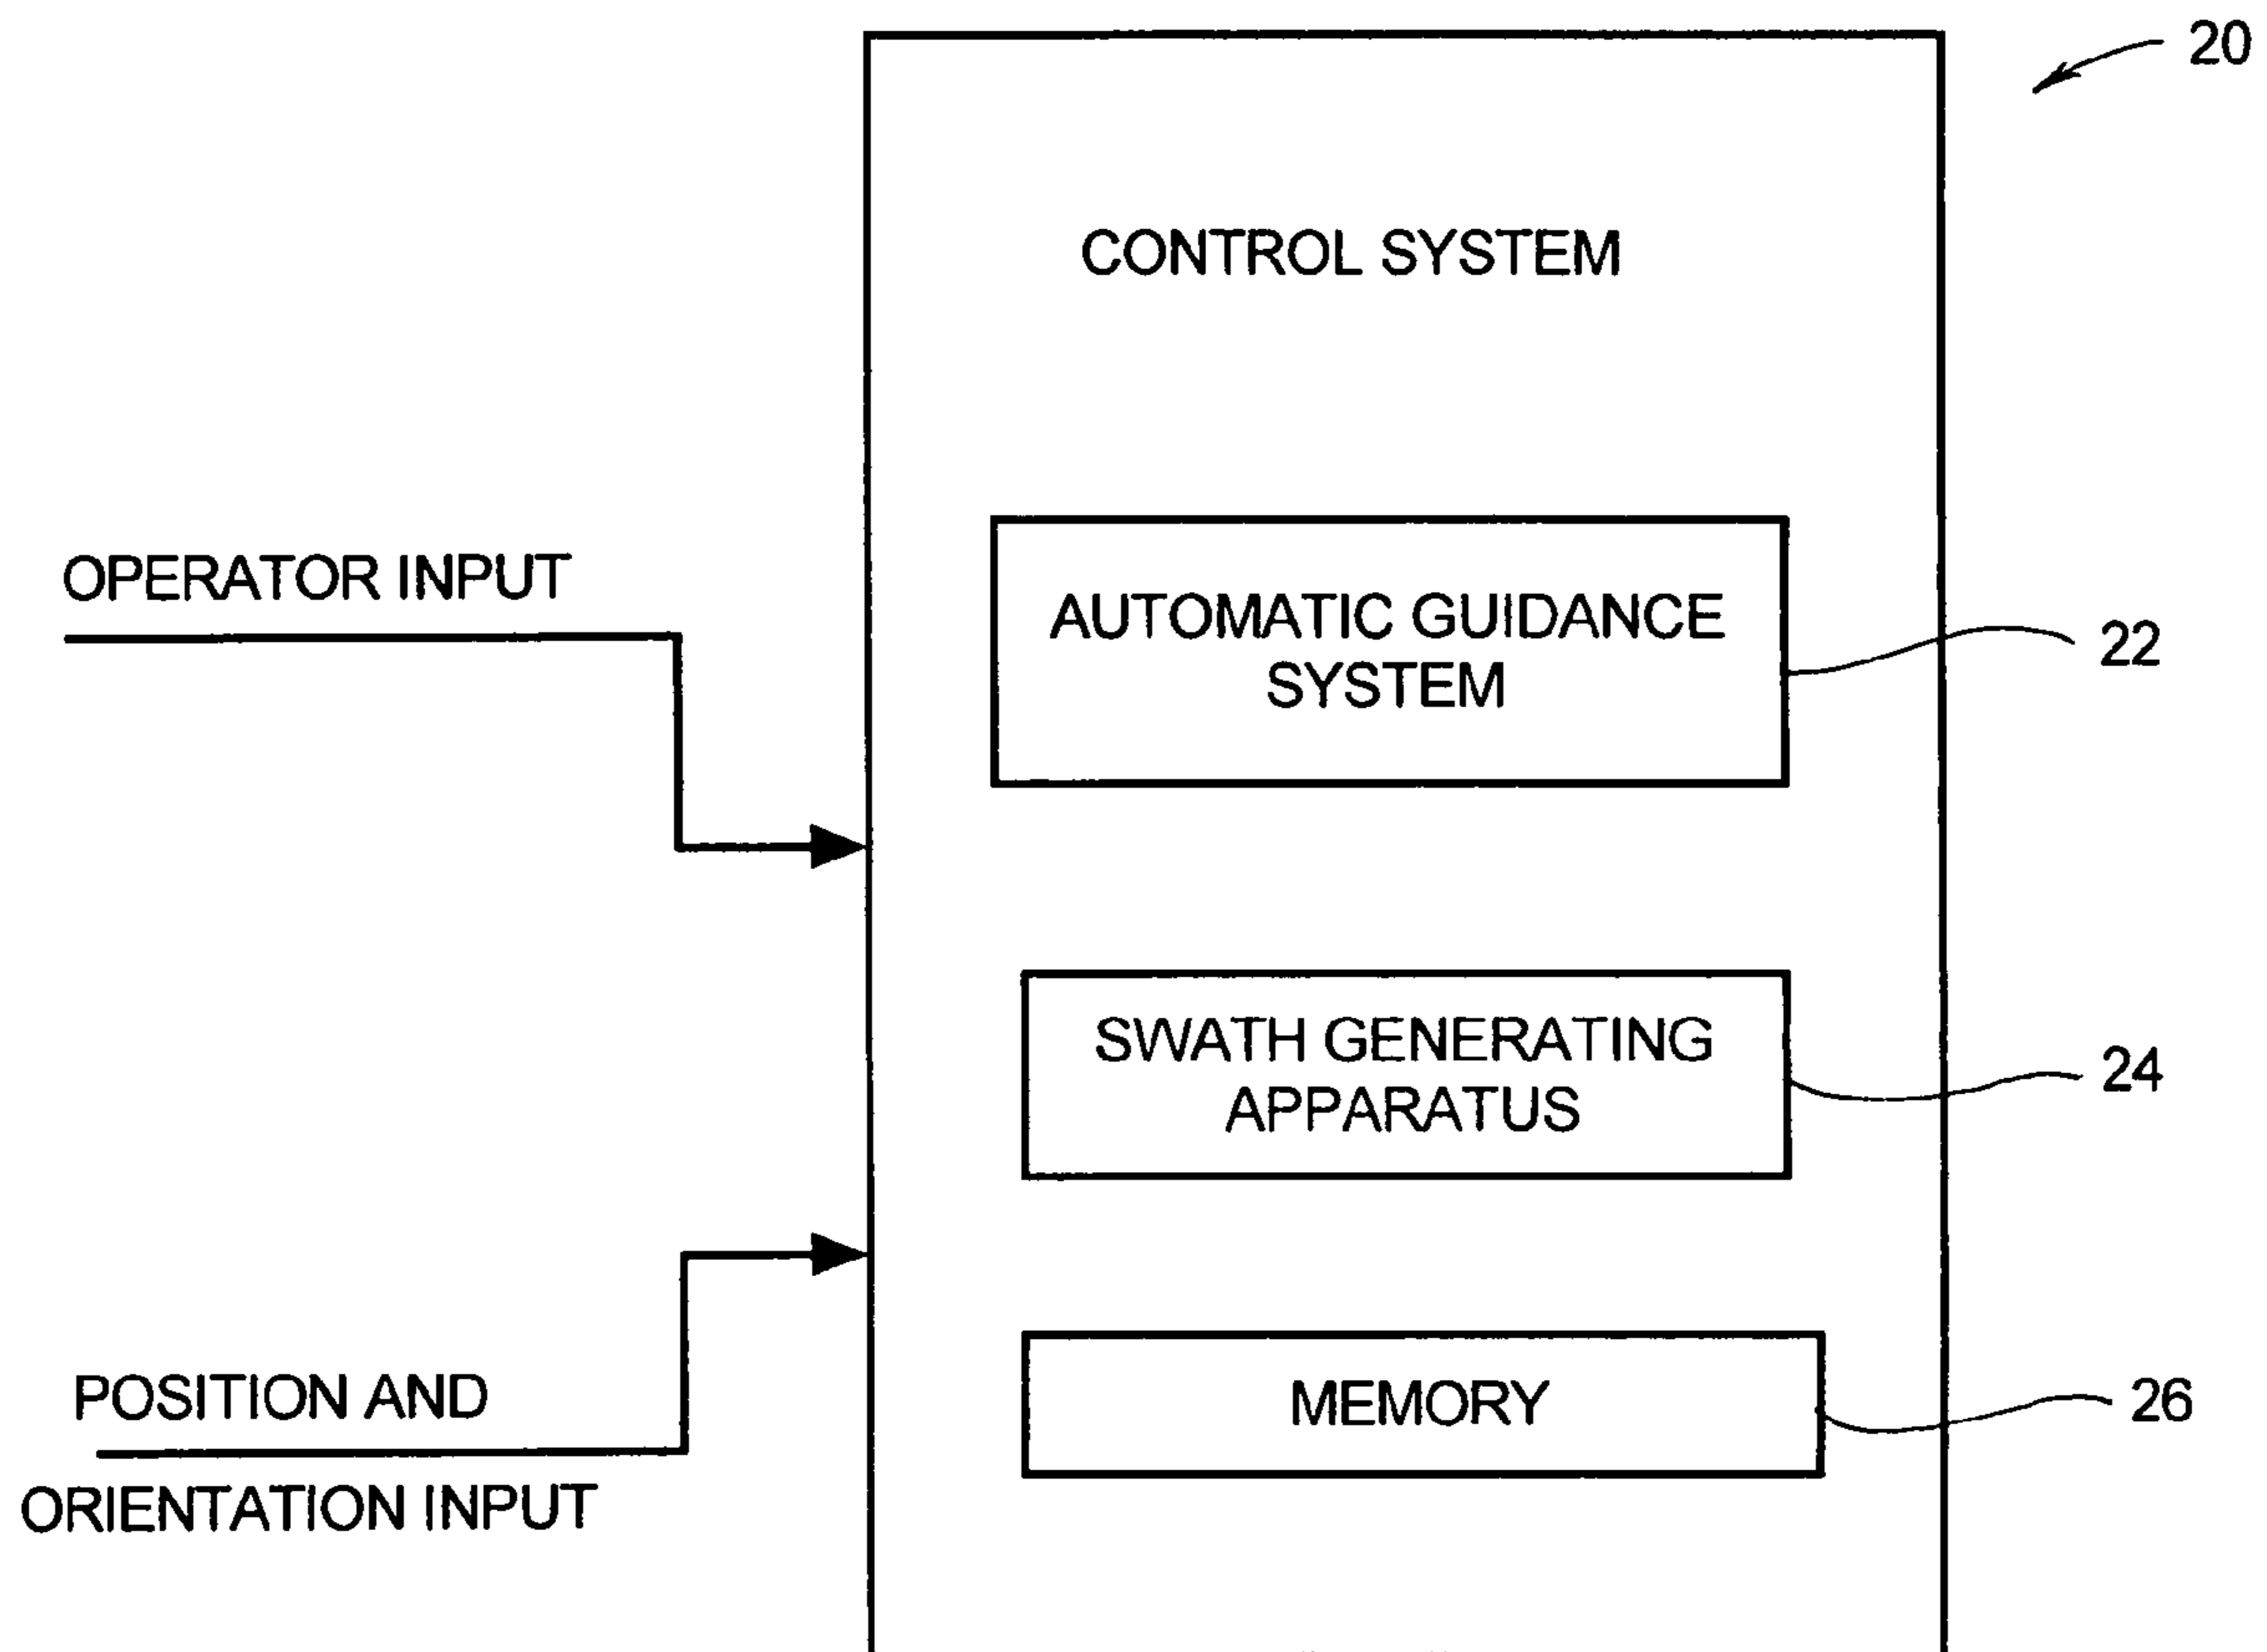 20
CONTROL SYSTEM
OPERATOR INPUT
AUTOMATIC GUIDANCE
SYSTEM
22
SWATH GENERATING
APPARATUS
24
POSITION AND
ORIENTATION INPUT
MEMORY
26